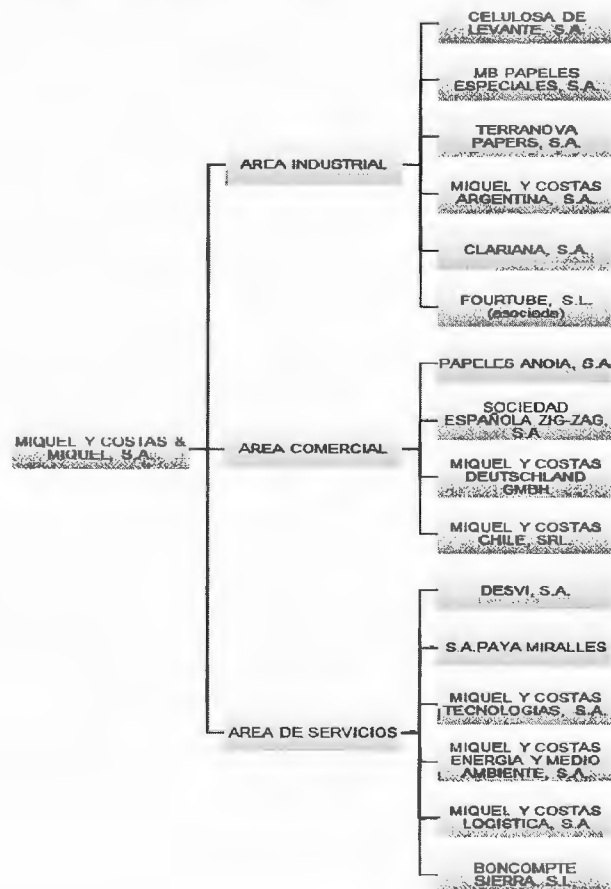 CELULOSA DE
LEVANTE, S.A.
MB PAPELES
ESPECIALES, S.A.
TERRANOVA
PAPERS, S.A.
AREA INDUSTRIAL
MIQUEL Y COSTAS
ARGENTINA, S.A.
CLARIANA, S.A.
FOURTUBE, S.L.
(asociada)
PAPELES ANOIA, S.A.
SOCIEDAD
ESPAÑOLA ZIG-ZAG,
S.A.
MIQUEL Y COSTAS &
MIQUEL, S.A.
AREA COMERCIAL
MIQUEL Y COSTAS
DEUTSCHLAND
GMBH
MIQUEL Y COSTAS
CHILE, SRL.
DESVI, S.A.
S.A.PAYA MIRALLES
MIQUEL Y COSTAS
TECNOLOGIAS, S.A.
AREA DE SERVICIOS
MIQUEL Y COSTAS
ENERGIA Y MEDIO
AMBIENTE, S.A.
MIQUEL Y COSTAS
LOGISTICA, S.A.
BONCOMPTE
SIERRA, S.L.